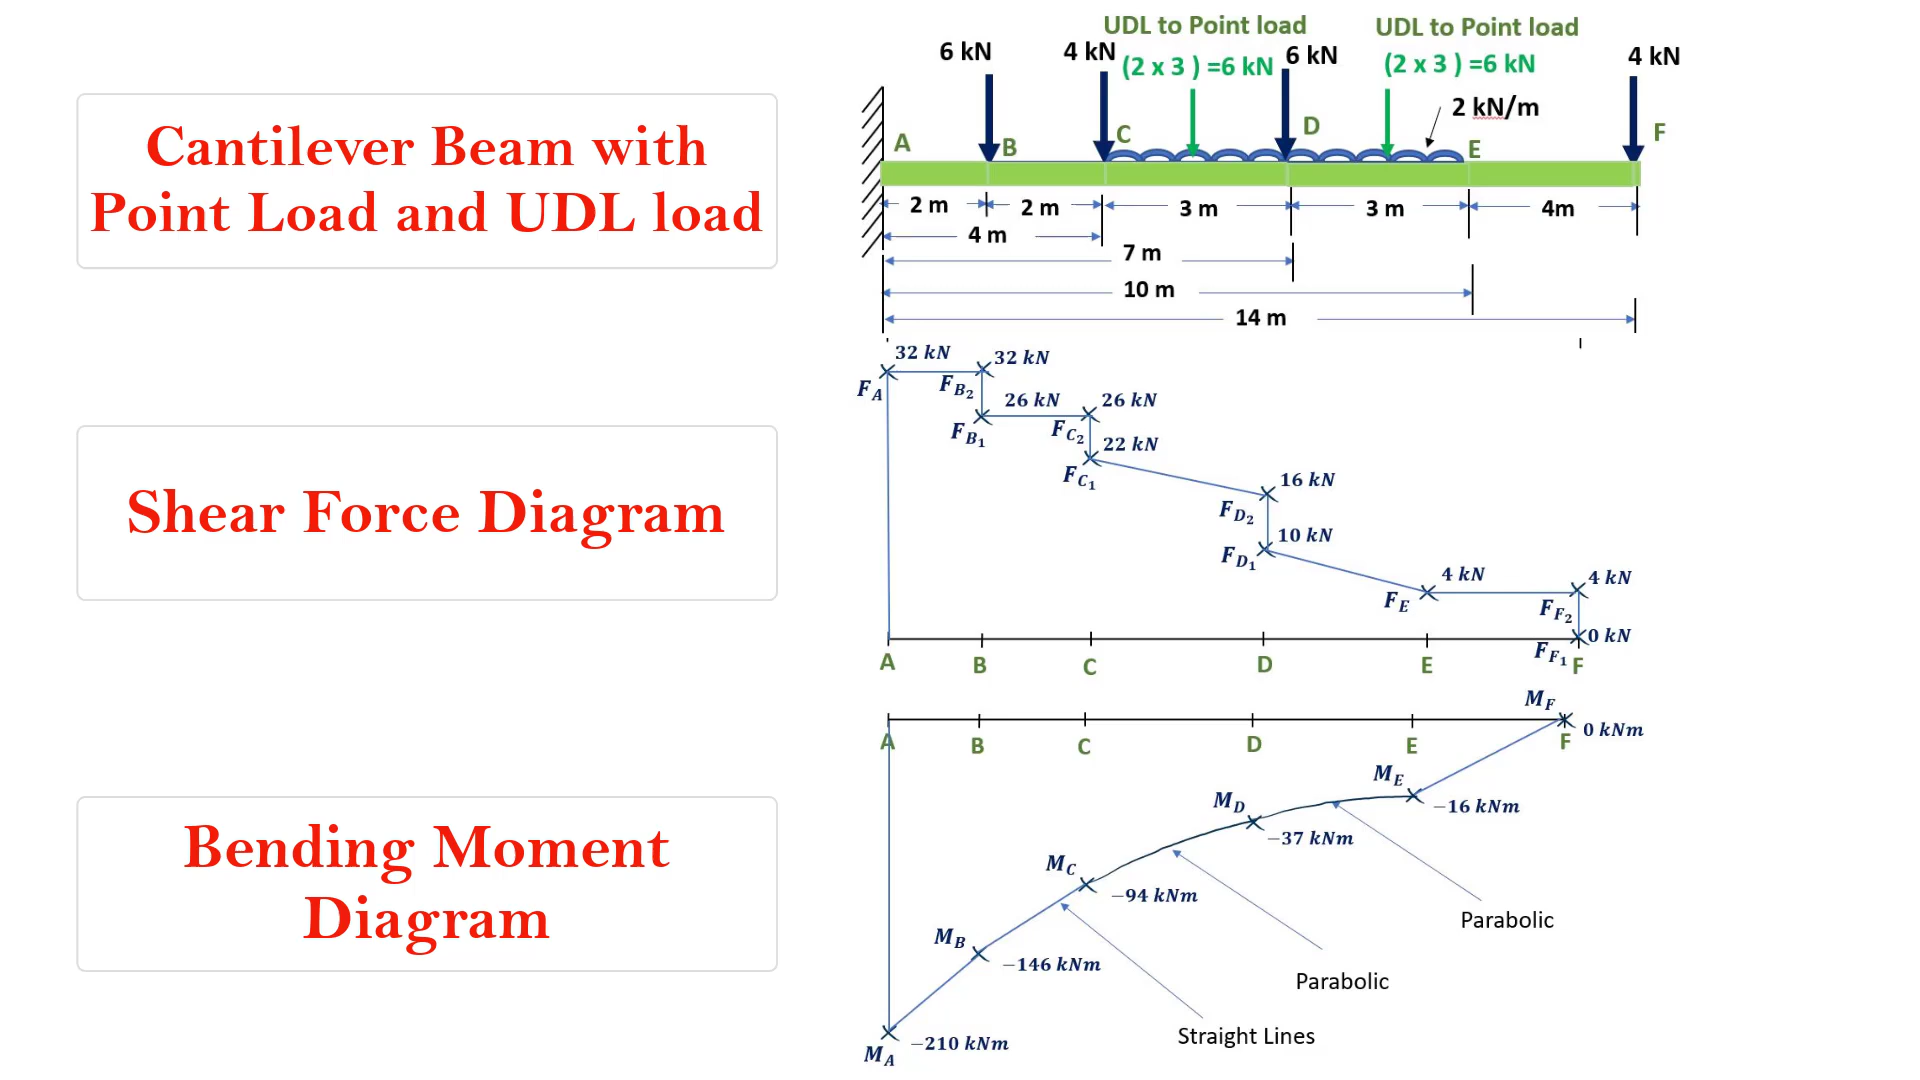 Cantilever Beam with
Point Load and UDL load
UDL to Point load
UDL to Point load
6 kN
4 kN
(2 x 3 ) =6 kN
6 kN
(2 x 3 ) =6 kN
4 kN
2 kN/m
A
B
C
D
E
F
2 m
2 m
3 m
3 m
4m
4 m
7 m
10 m
14 m
Shear Force Diagram
32 kN
32 kN
F_A
F_B2
26 kN
26 kN
F_B1
F_C2
22 kN
F_C1
16 kN
F_D2
10 kN
F_D1
4 kN
4 kN
F_E
F_F2
0 kN
F_F1
A
B
C
D
E
F
Bending Moment
Diagram
M_F
0 kNm
A
B
C
D
E
F
M_E
−16 kNm
M_D
−37 kNm
M_C
−94 kNm
Parabolic
M_B
−146 kNm
Parabolic
Straight Lines
M_A
−210 kNm